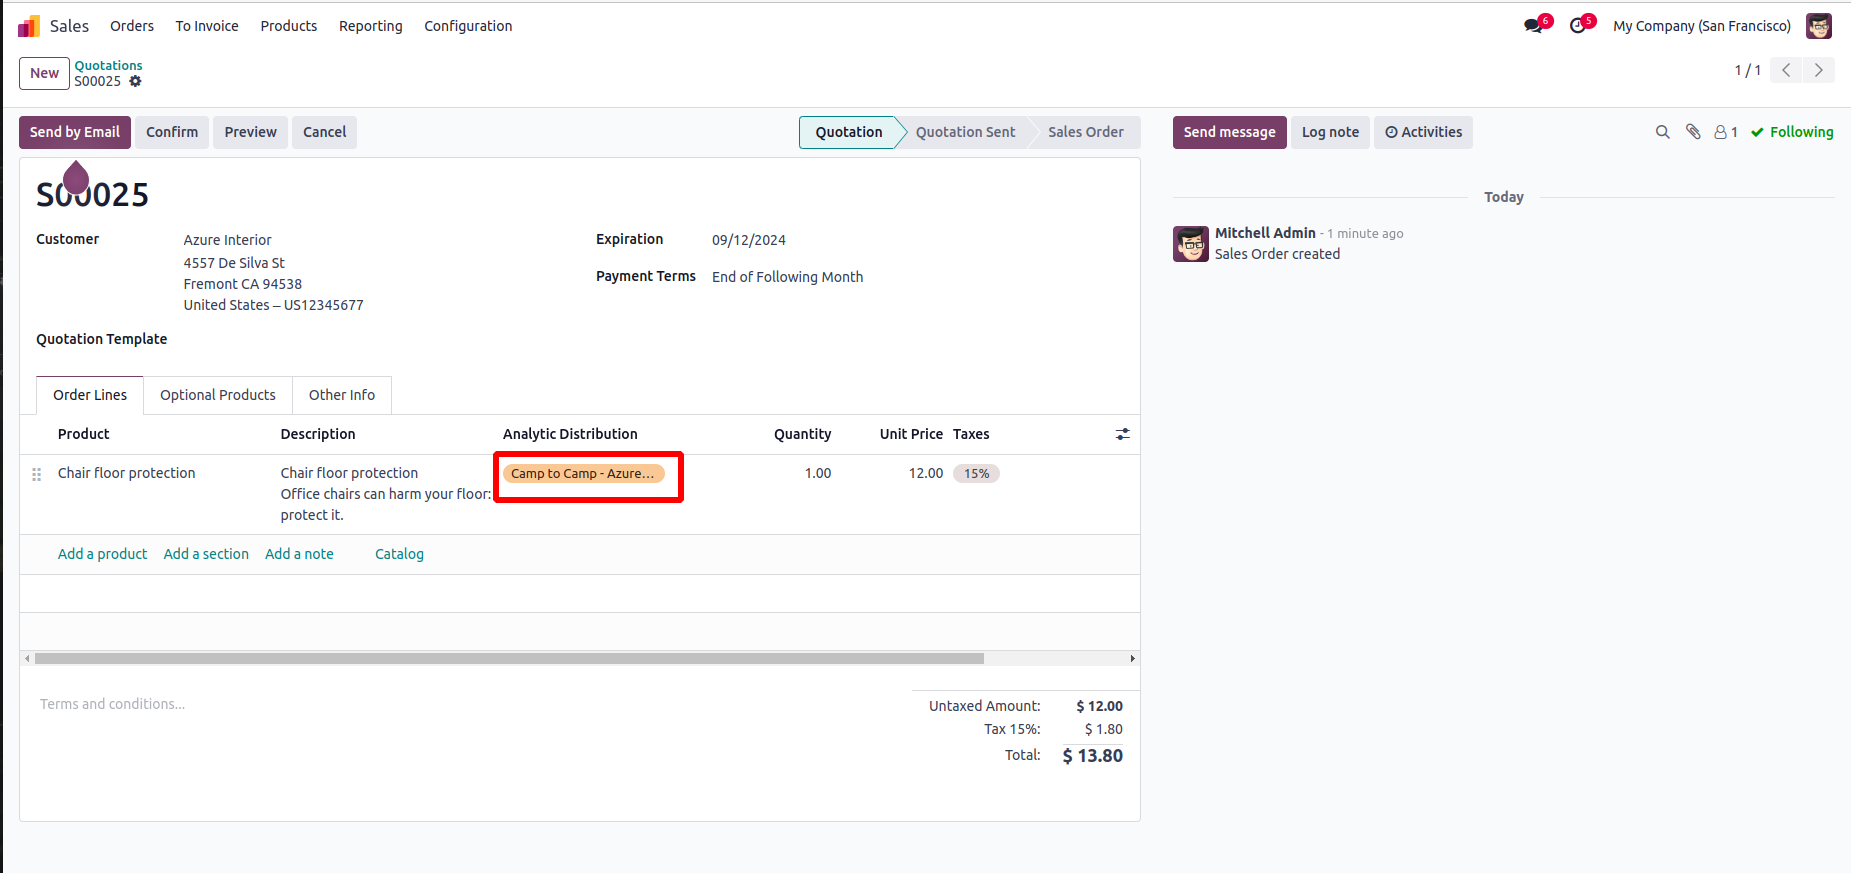 Sales Orders To Invoice Products Reporting Configuration 6 5 My Company (San Francisco)
New Quotations
S00025
1 / 1
Send by Email Confirm Preview Cancel Quotation Quotation Sent Sales Order Send message Log note Activities 1 Following
S00025
Today
Customer Azure Interior
4557 De Silva St
Fremont CA 94538
United States – US12345677
Expiration 09/12/2024
Payment Terms End of Following Month
Mitchell Admin - 1 minute ago
Sales Order created
Quotation Template
Order Lines Optional Products Other Info
Product Description Analytic Distribution Quantity Unit Price Taxes
Chair floor protection Chair floor protection Camp to Camp - Azure... 1.00 12.00 15%
Office chairs can harm your floor:
protect it.
Add a product Add a section Add a note Catalog
Terms and conditions...
Untaxed Amount: $ 12.00
Tax 15%: $ 1.80
Total: $ 13.80